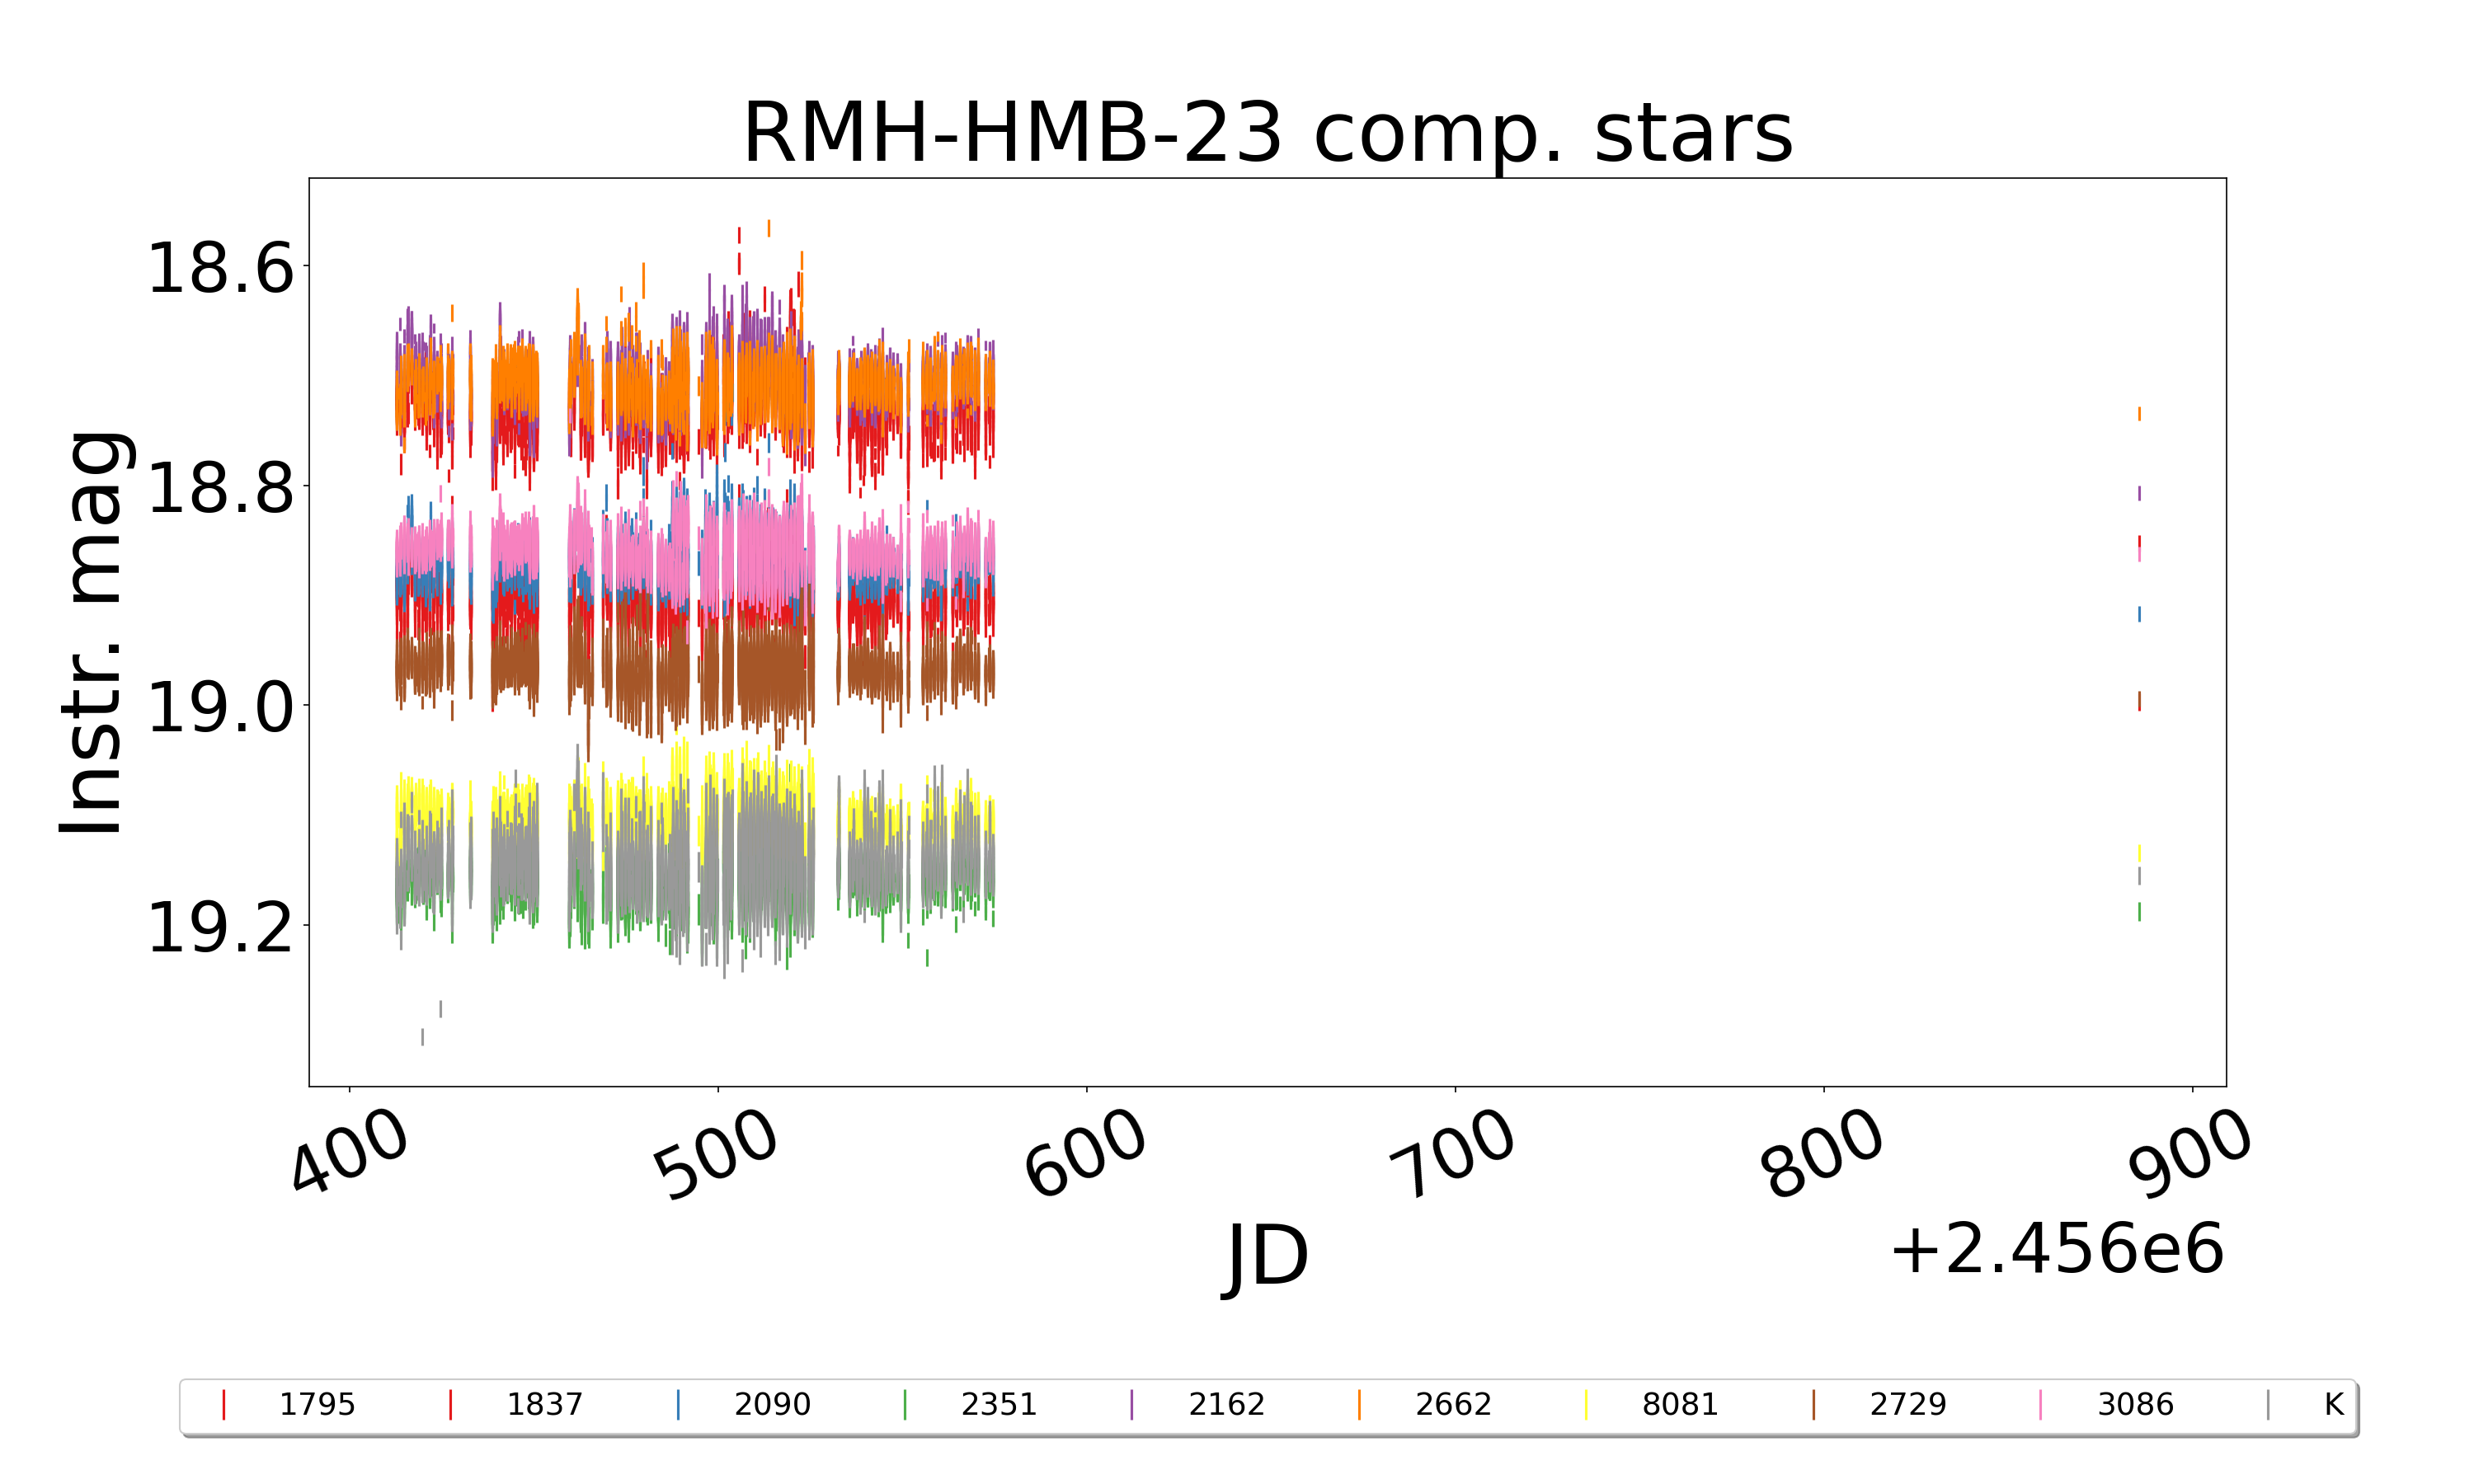 RMH-HMB-23 comp. stars
Instr. mag
18.6
18.8
19.0
19.2
400 500 600 700 800 900
JD
+2.456e6
1795 1837 2090 2351 2162 2662 8081 2729 3086 K